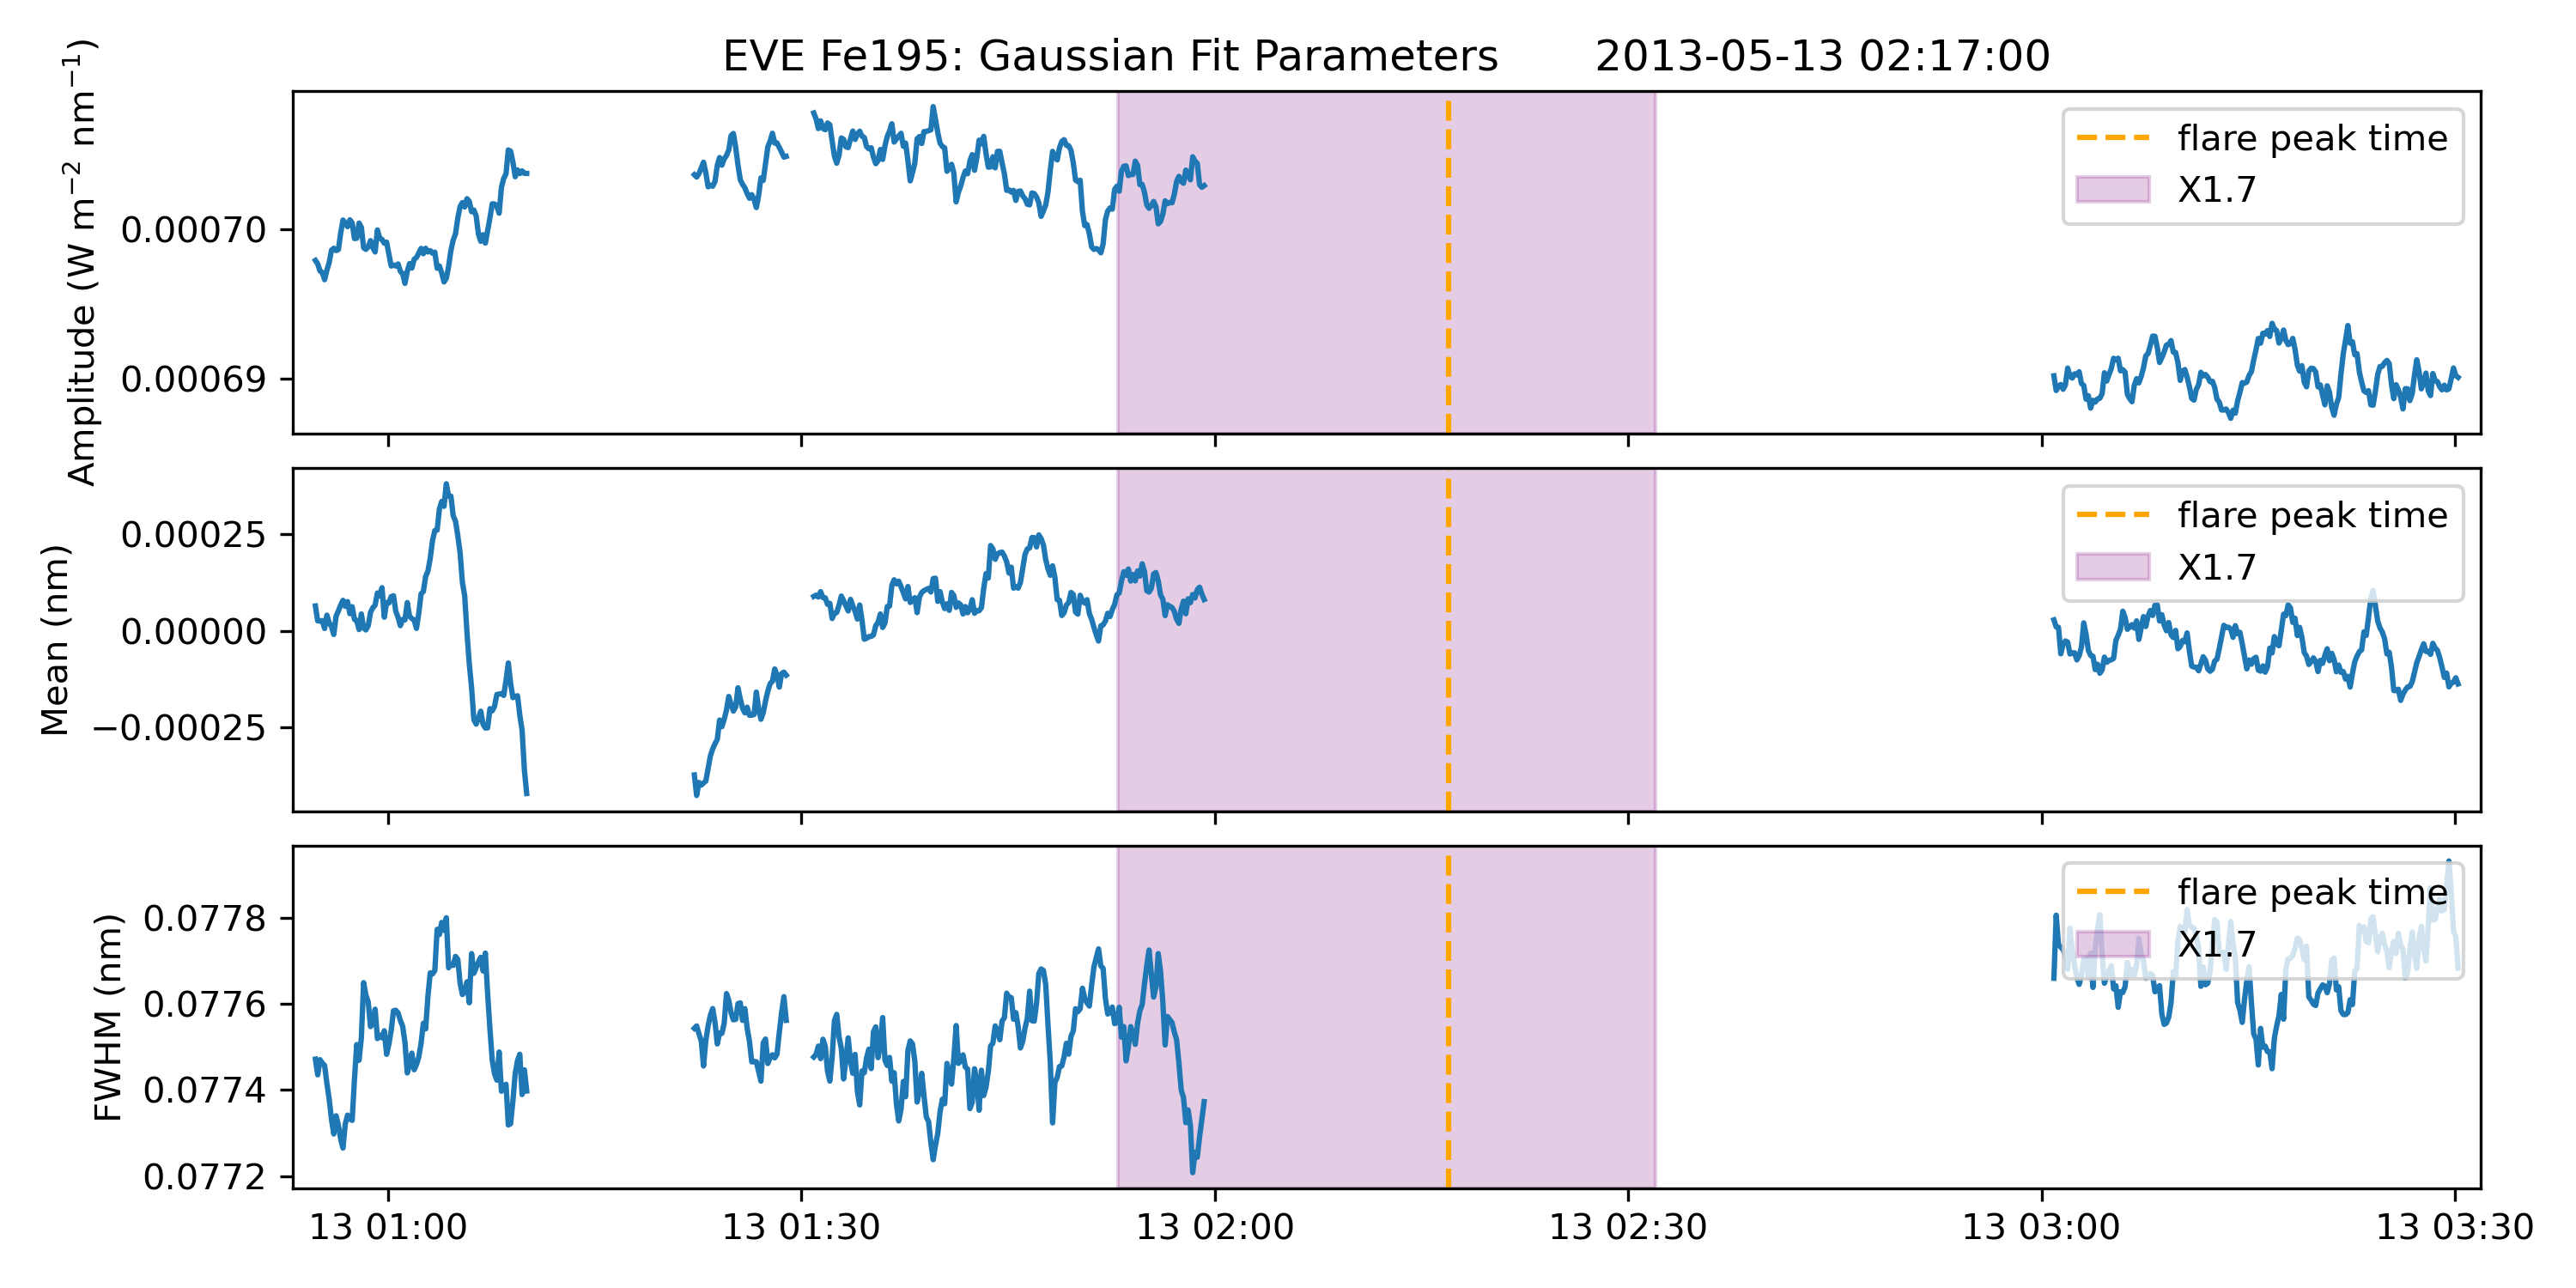 EVE Fe195: Gaussian Fit Parameters 2013-05-13 02:17:00
Amplitude (W m⁻² nm⁻¹)
0.00070
0.00069
flare peak time
X1.7
Mean (nm)
0.00025
0.00000
−0.00025
flare peak time
X1.7
FWHM (nm)
0.0778
0.0776
0.0774
0.0772
flare peak time
X1.7
13 01:00 13 01:30 13 02:00 13 02:30 13 03:00 13 03:30